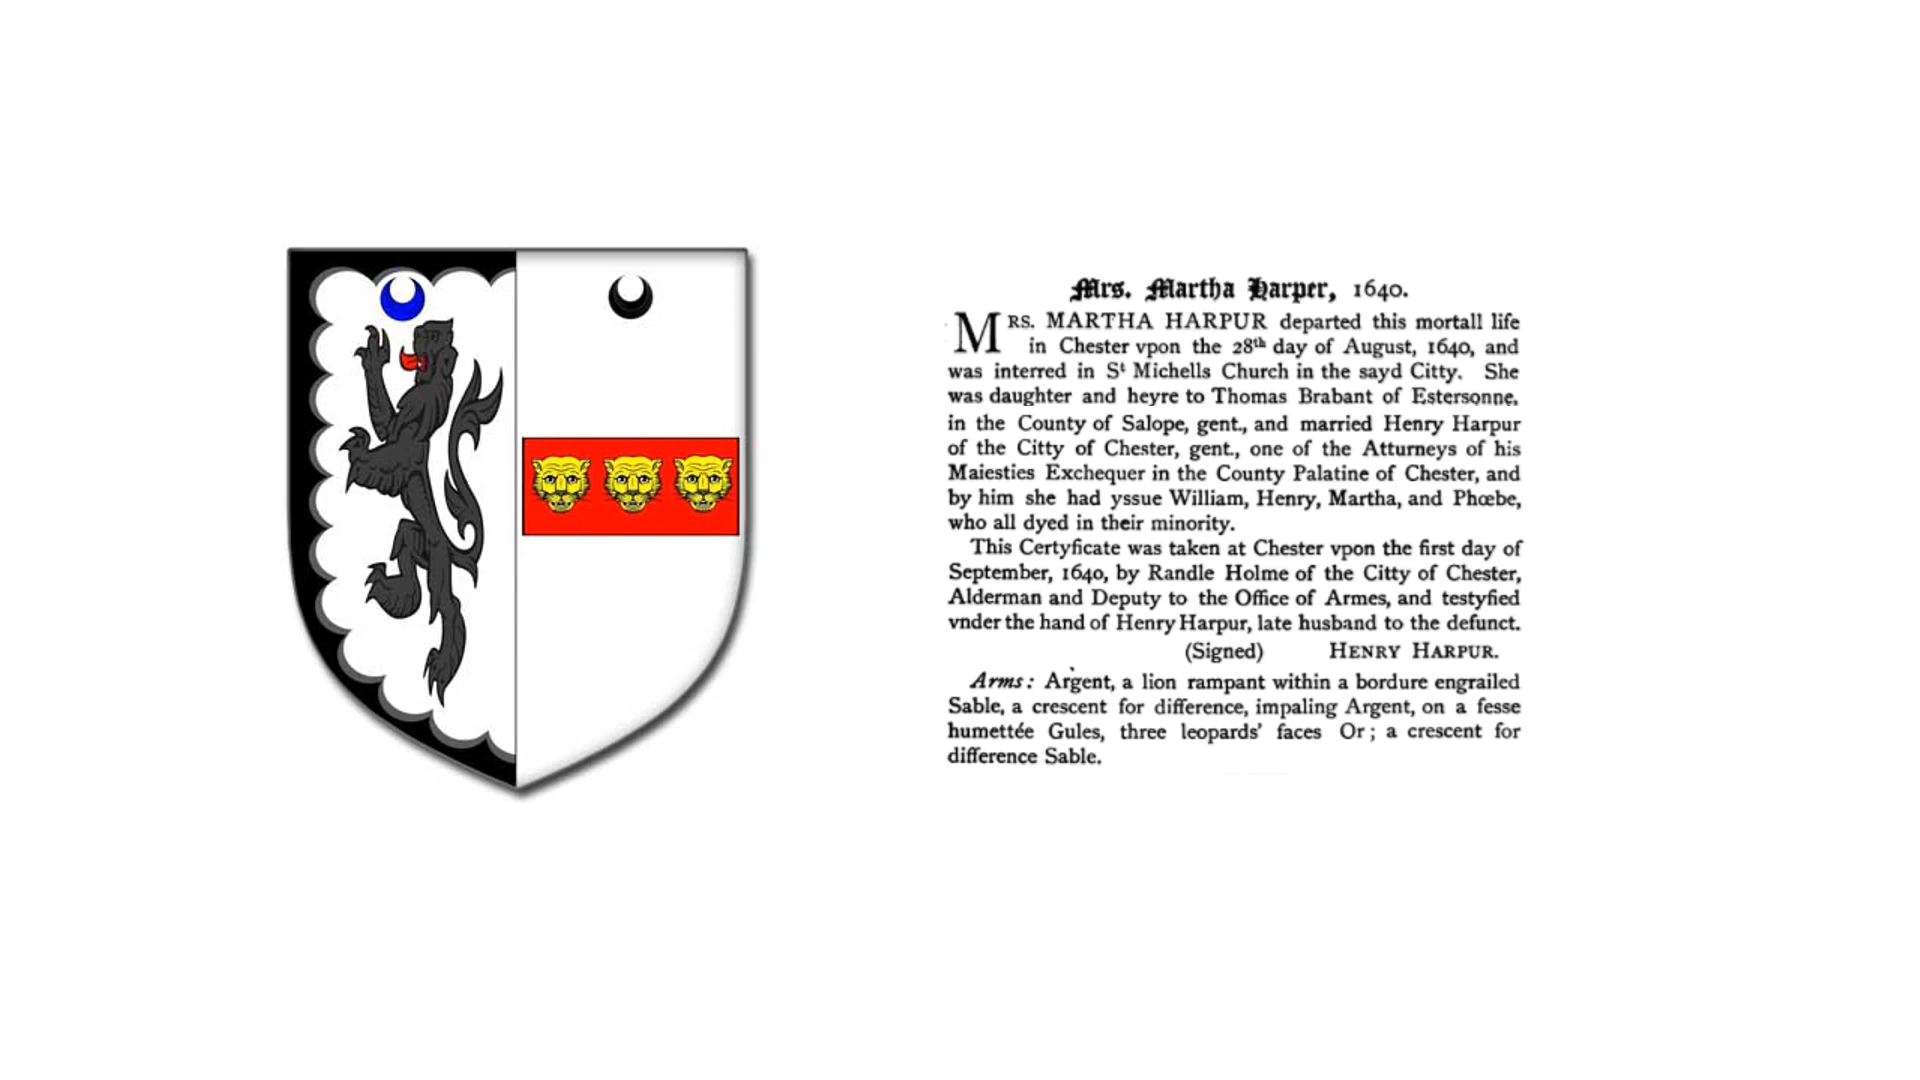 Mrs. Martha Harper, 1640.
MRS. MARTHA HARPUR departed this mortall life
in Chester vpon the 28th day of August, 1640, and
was interred in St Michells Church in the sayd Citty. She
was daughter and heyre to Thomas Brabant of Estersonne,
in the County of Salope, gent., and married Henry Harpur
of the Citty of Chester, gent., one of the Atturneys of his
Maiesties Exchequer in the County Palatine of Chester, and
by him she had yssue William, Henry, Martha, and Phœbe,
who all dyed in their minority.
This Certyficate was taken at Chester vpon the first day of
September, 1640, by Randle Holme of the Citty of Chester,
Alderman and Deputy to the Office of Armes, and testyfied
vnder the hand of Henry Harpur, late husband to the defunct.
(Signed) HENRY HARPUR.
Arms: Argent, a lion rampant within a bordure engrailed
Sable, a crescent for difference, impaling Argent, on a fesse
humettée Gules, three leopards' faces Or; a crescent for
difference Sable.